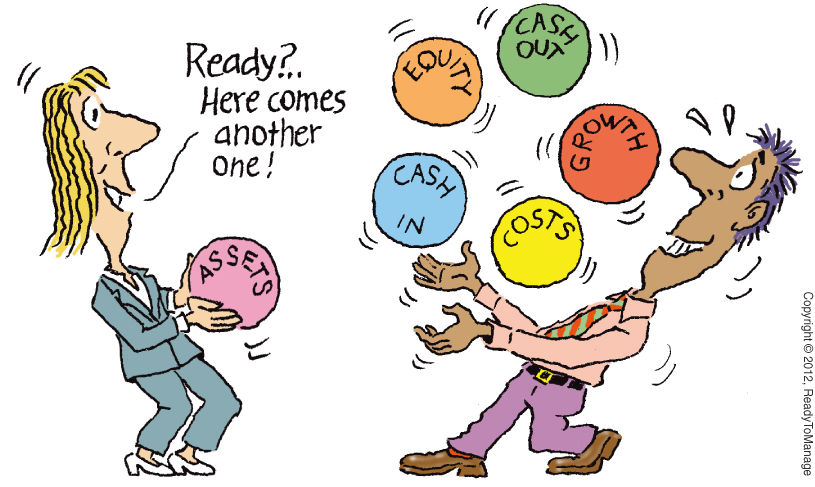 Ready?..
Here comes
another
one!
ASSETS
EQUITY
CASH
OUT
GROWTH
CASH
IN
COSTS
Copyright © 2012, ReadyToManage